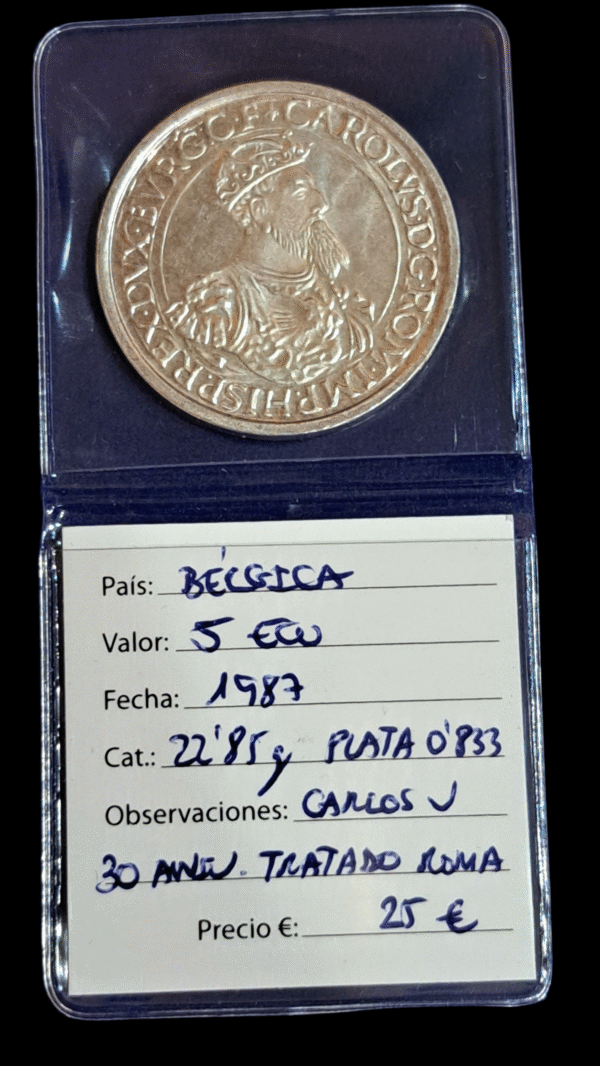 CAROLVS·D·G·ROM·IMP·HISP·REX·DVX·BVRG·C·F·
País: BÉLGICA
Valor: 5 ECU
Fecha: 1987
Cat.: 22'85 g PLATA 0'833
Observaciones: CARLOS V
30 ANIV. TRATADO ROMA
Precio €: 25 €